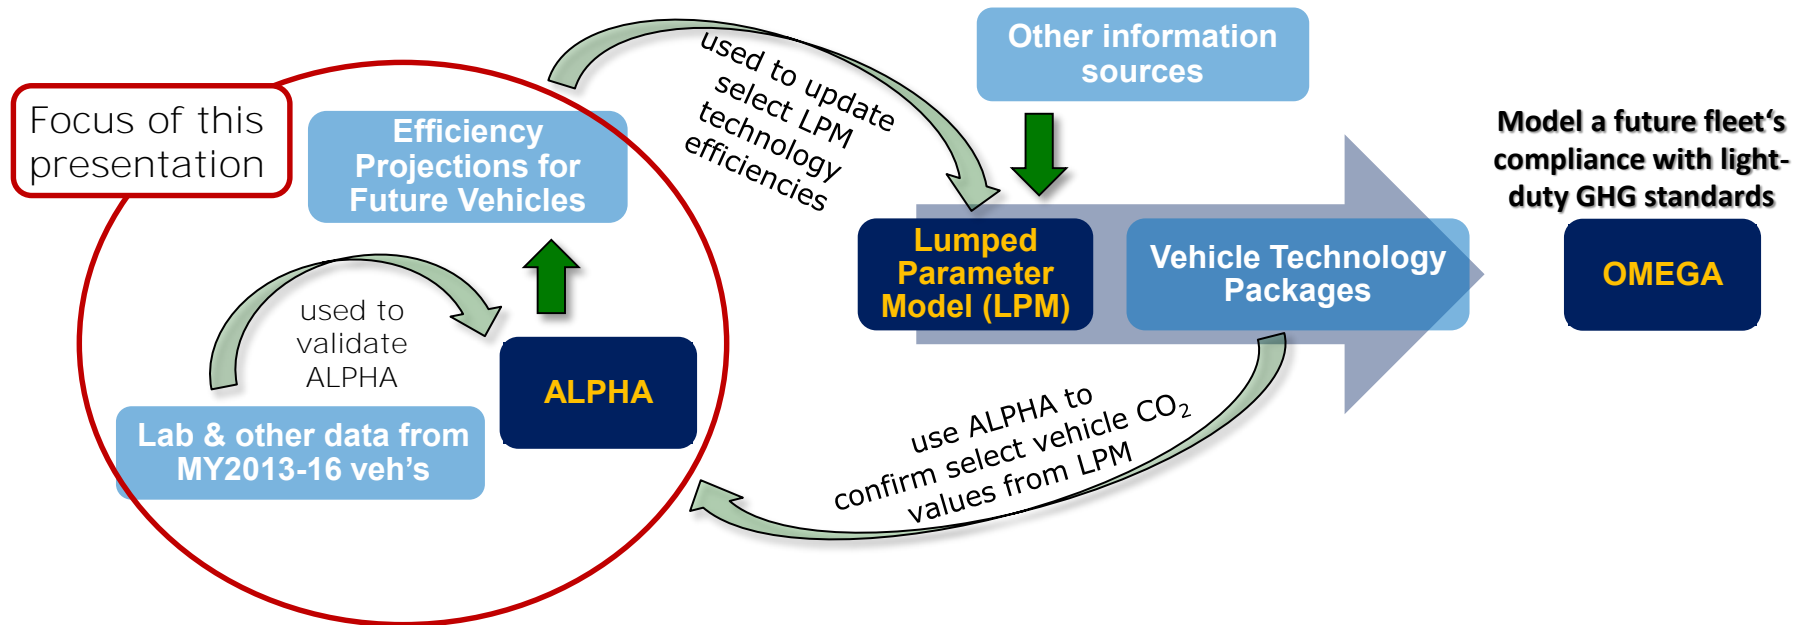 Focus of this
presentation
Efficiency
Projections for
Future Vehicles
used to
validate
ALPHA
ALPHA
Lab & other data from
MY2013-16 veh's
used to update
select LPM
technology
efficiencies
Other information
sources
Lumped
Parameter
Model (LPM)
Vehicle Technology
Packages
use ALPHA to
confirm select vehicle CO₂
values from LPM
Model a future fleet‘s
compliance with light-
duty GHG standards
OMEGA